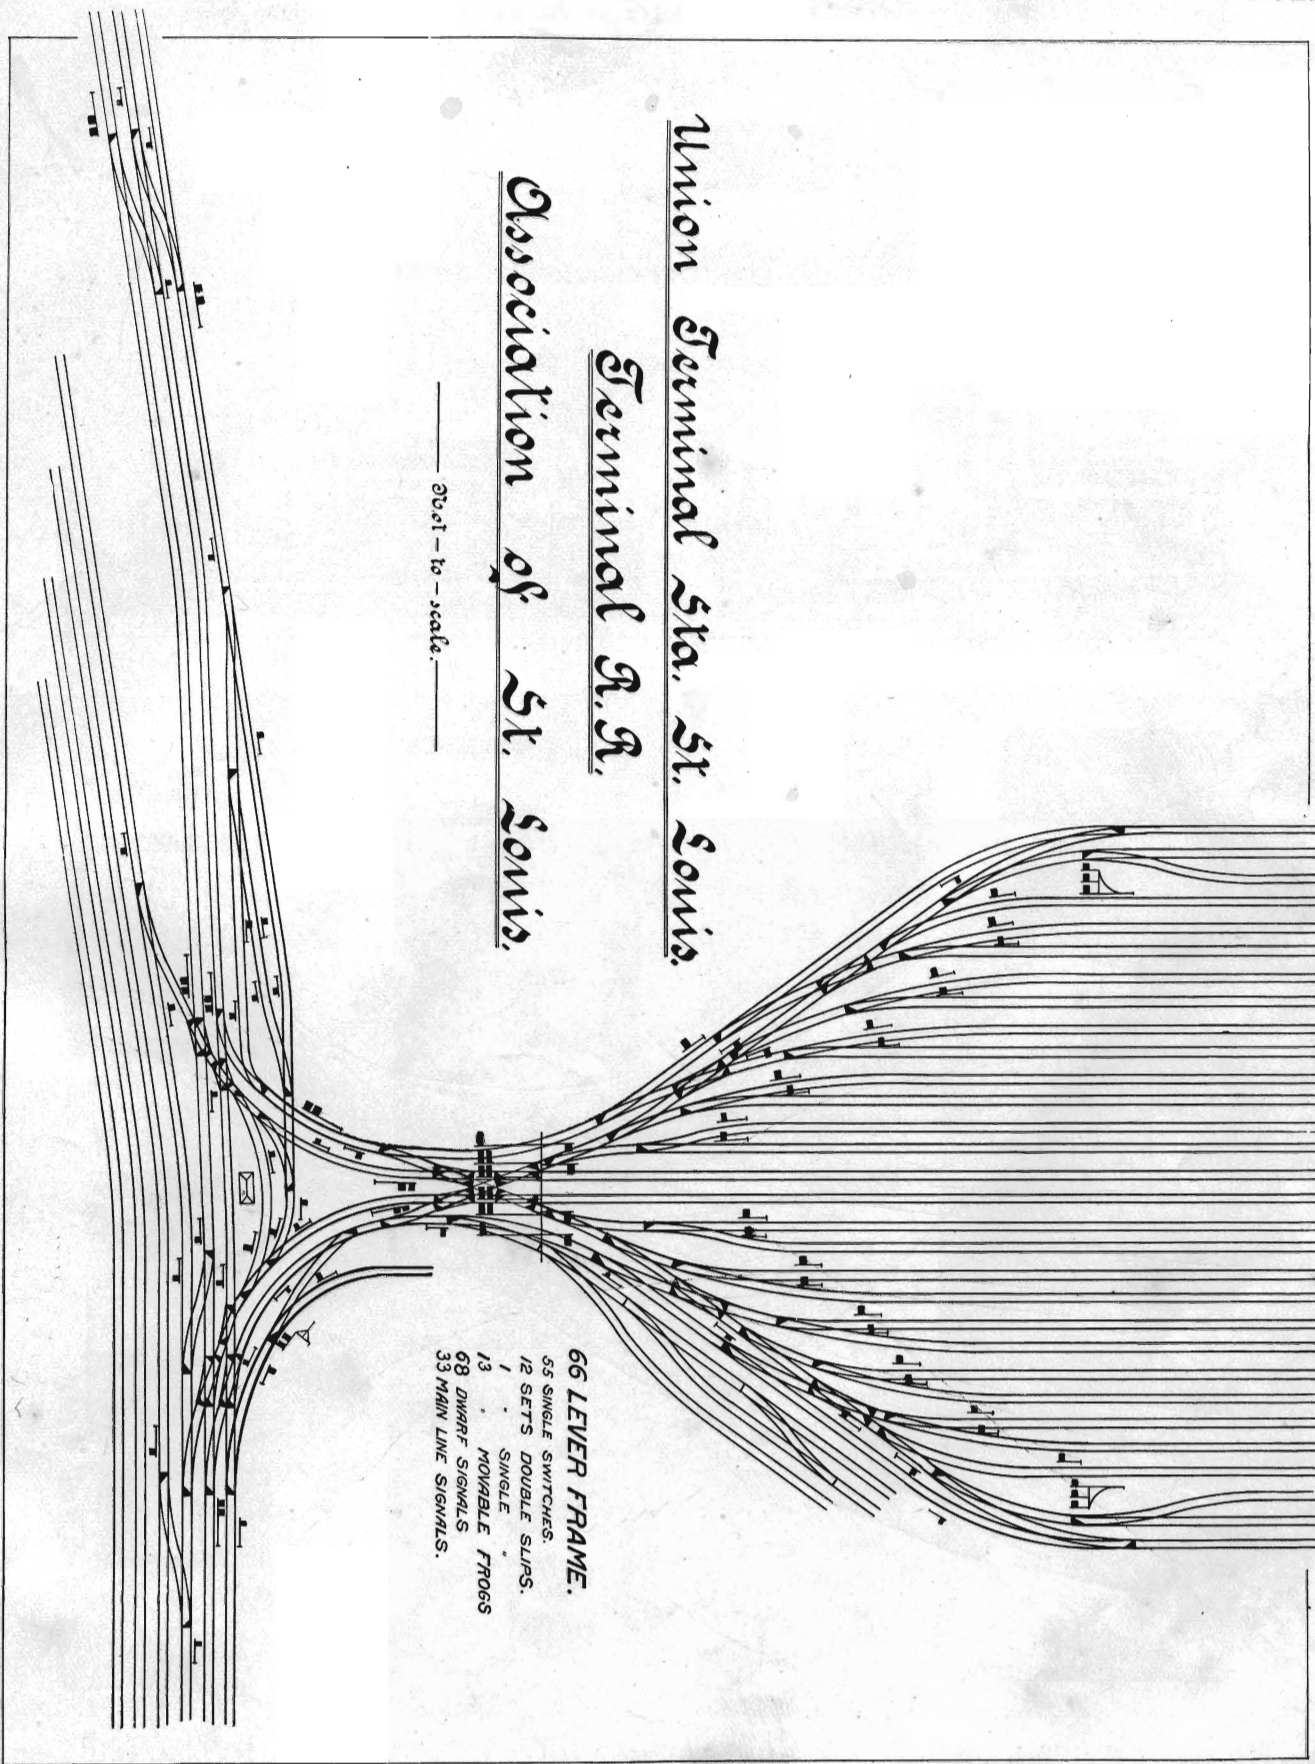 Union Terminal Sta. St. Louis.
Terminal R. R.
Association of St. Louis.
Not - to - scale.
66 LEVER FRAME.
55 SINGLE SWITCHES.
12 SETS DOUBLE SLIPS.
1 " SINGLE "
13 " MOVABLE FROGS
68 DWARF SIGNALS
33 MAIN LINE SIGNALS.